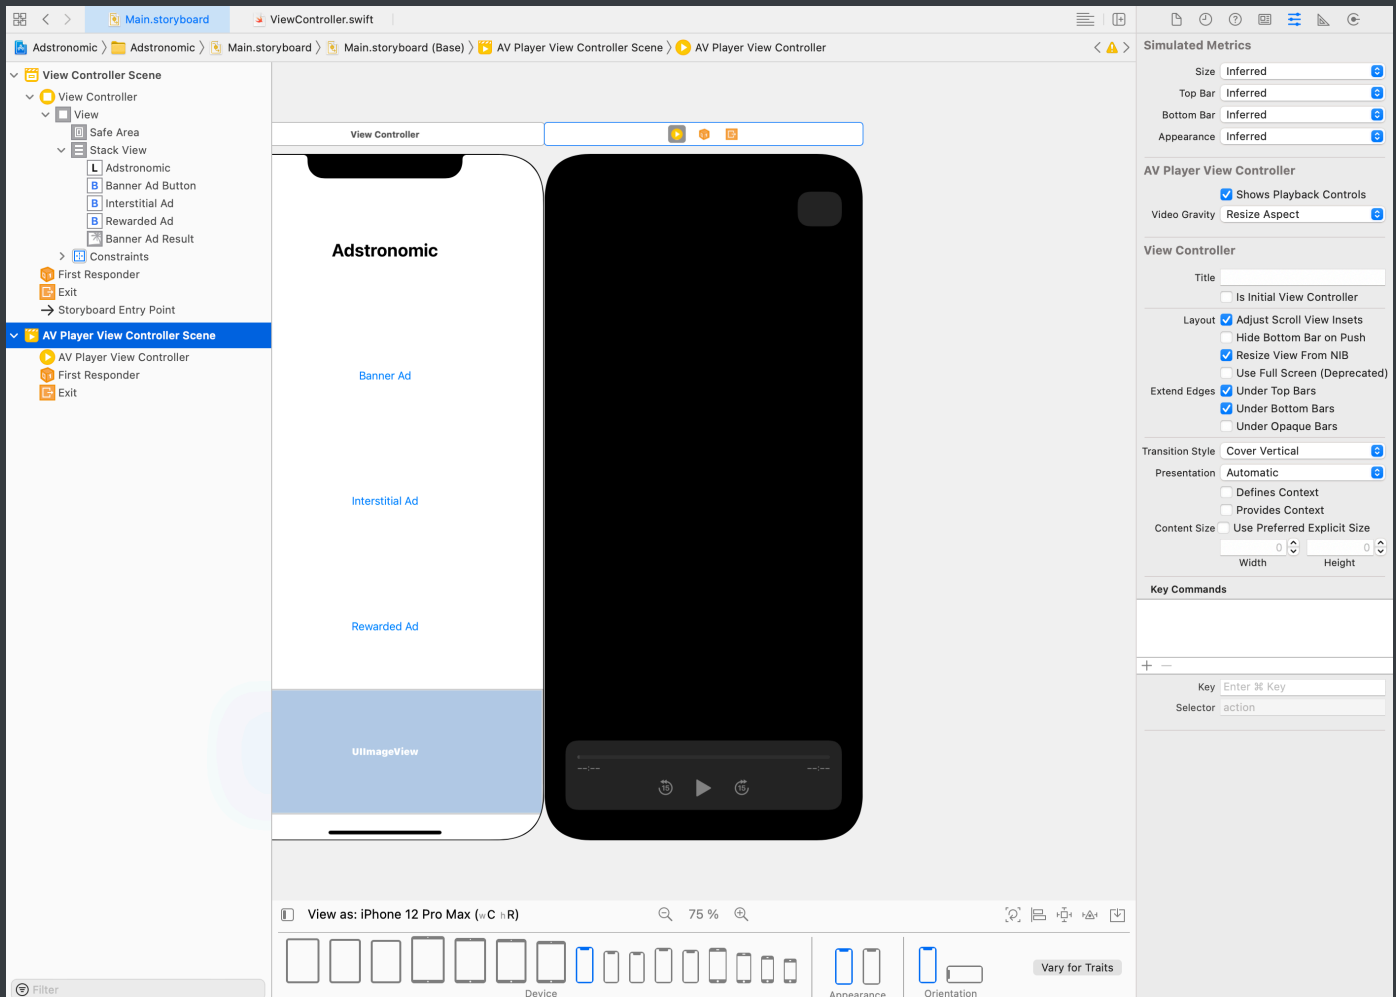 Main.storyboard
ViewController.swift
Adstronomic
Adstronomic
Main.storyboard
Main.storyboard (Base)
AV Player View Controller Scene
AV Player View Controller
View Controller Scene
View Controller
View
Safe Area
Stack View
L Adstronomic
B Banner Ad Button
B Interstitial Ad
B Rewarded Ad
Banner Ad Result
Constraints
First Responder
Exit
Storyboard Entry Point
AV Player View Controller Scene
AV Player View Controller
First Responder
Exit
Filter
View Controller
Adstronomic
Banner Ad
Interstitial Ad
Rewarded Ad
UIImageView
--:--
--:--
15
15
View as: iPhone 12 Pro Max (wC hR)
75 %
Device
Appearance
Orientation
Vary for Traits
Simulated Metrics
Size Inferred
Top Bar Inferred
Bottom Bar Inferred
Appearance Inferred
AV Player View Controller
Shows Playback Controls
Video Gravity Resize Aspect
View Controller
Title
Is Initial View Controller
Layout Adjust Scroll View Insets
Hide Bottom Bar on Push
Resize View From NIB
Use Full Screen (Deprecated)
Extend Edges Under Top Bars
Under Bottom Bars
Under Opaque Bars
Transition Style Cover Vertical
Presentation Automatic
Defines Context
Provides Context
Content Size Use Preferred Explicit Size
0 0
Width Height
Key Commands
Key Enter ⌘ Key
Selector action